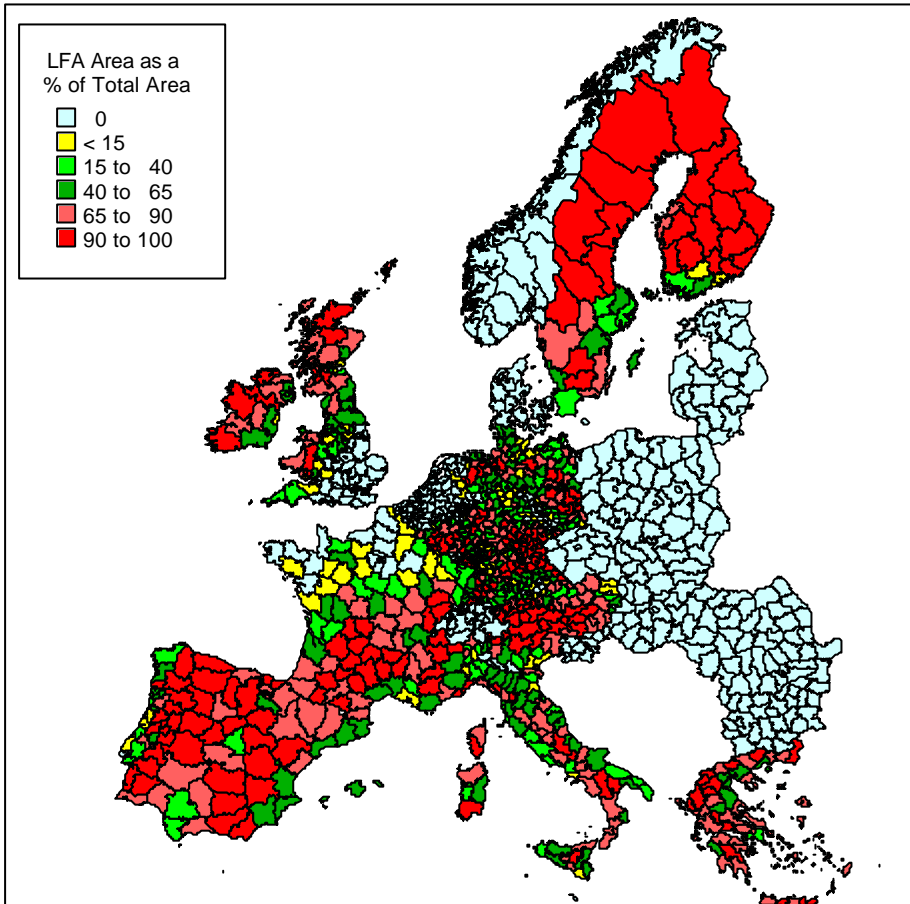 LFA Area as a
% of Total Area
0
< 15
15 to 40
40 to 65
65 to 90
90 to 100